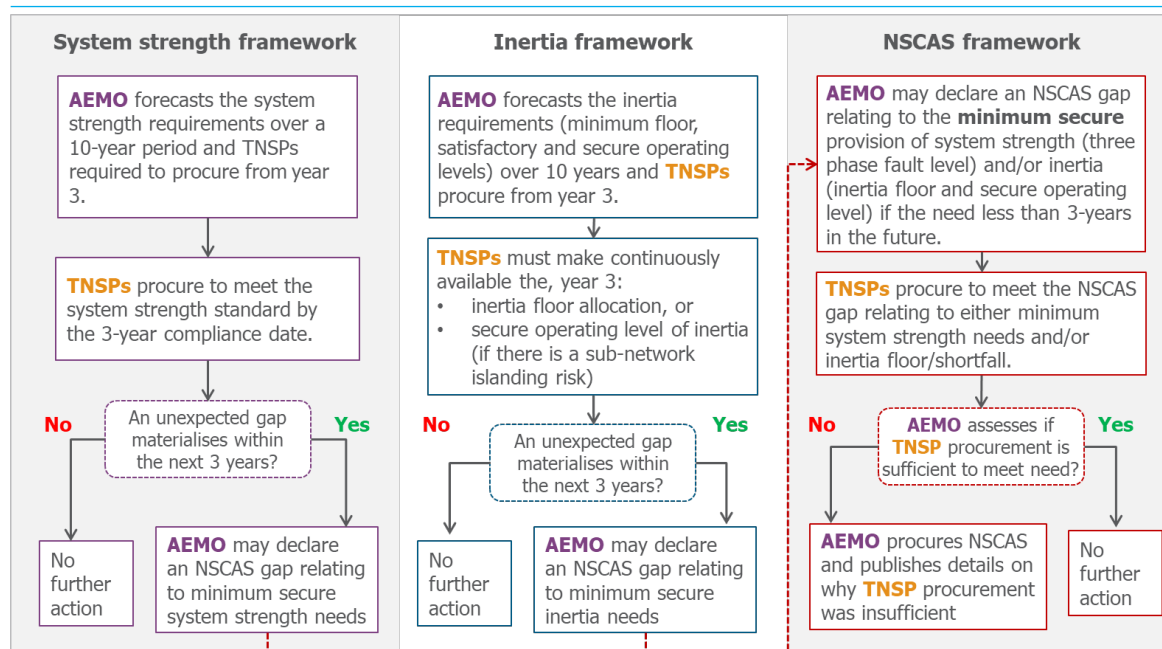 System strength framework
AEMO forecasts the system
strength requirements over a
10-year period and TNSPs
required to procure from year
3.
TNSPs procure to meet the
system strength standard by
the 3-year compliance date.
No
An unexpected gap
materialises within
the next 3 years?
Yes
No
further
action
AEMO may declare
an NSCAS gap relating
to minimum secure
system strength needs
Inertia framework
AEMO forecasts the inertia
requirements (minimum floor,
satisfactory and secure operating
levels) over 10 years and TNSPs
procure from year 3.
TNSPs must make continuously
available the, year 3:
• inertia floor allocation, or
• secure operating level of inertia
(if there is a sub-network
islanding risk)
No
An unexpected gap
materialises within
the next 3 years?
Yes
No
further
action
AEMO may declare
an NSCAS gap relating
to minimum secure
inertia needs
NSCAS framework
AEMO may declare an NSCAS gap
relating to the minimum secure
provision of system strength (three
phase fault level) and/or inertia
(inertia floor and secure operating
level) if the need less than 3-years
in the future.
TNSPs procure to meet the NSCAS
gap relating to either minimum
system strength needs and/or
inertia floor/shortfall.
No
AEMO assesses if
TNSP procurement is
sufficient to meet need?
Yes
AEMO procures NSCAS
and publishes details on
why TNSP procurement
was insufficient
No
further
action